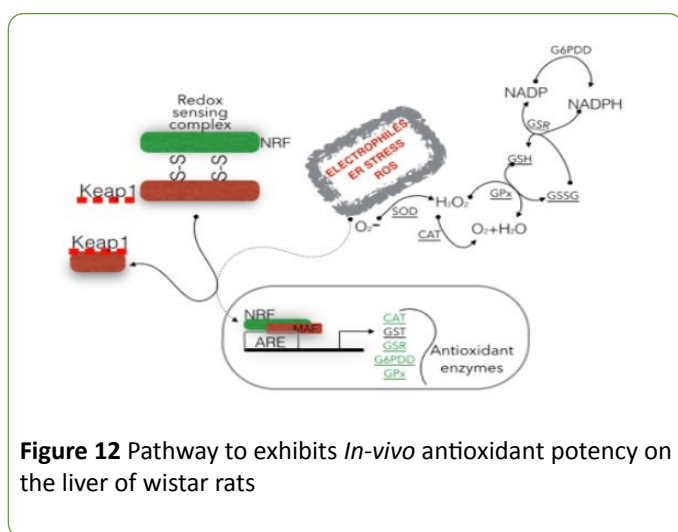 Redox
sensing
complex
NRF
S-S
S-S
Keap1
Keap1
ELECTROPHILES
ER STRESS
ROS
G6PDD
NADP
NADPH
GSR
GSH
GPx
GSSG
H₂O₂
O₂-
SOD
CAT
O₂+H₂O
NRF
MAF
ARE
CAT
GST
GSR
G6PDD
GPx
Antioxidant
enzymes
Figure 12 Pathway to exhibits In-vivo antioxidant potency on
the liver of wistar rats